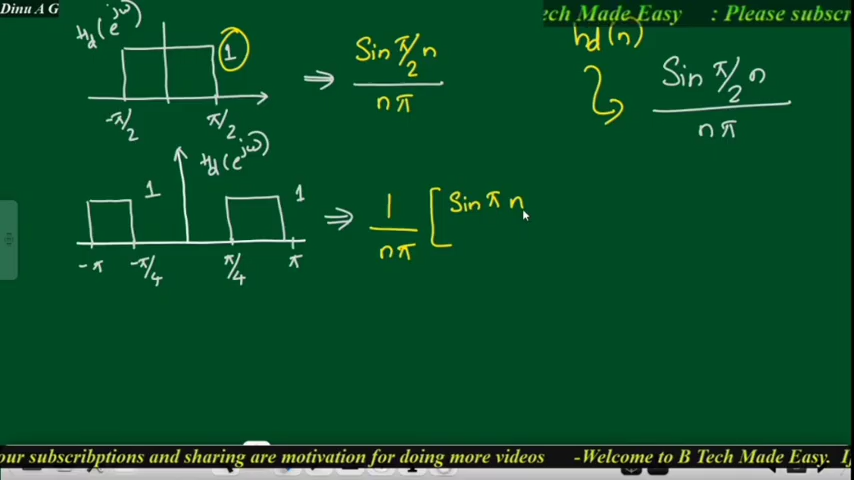 Dinu A G
ech Made Easy : Please subscr
Hd(e^jω)
1
-π/2
π/2
⇒
Sin π/2 n
nπ
hd(n)
Sin π/2 n
nπ
Hd(e^jω)
1
1
-π
-π/4
π/4
π
⇒
1
nπ
[ Sin π n
our subscribptions and sharing are motivation for doing more videos -Welcome to B Tech Made Easy. I